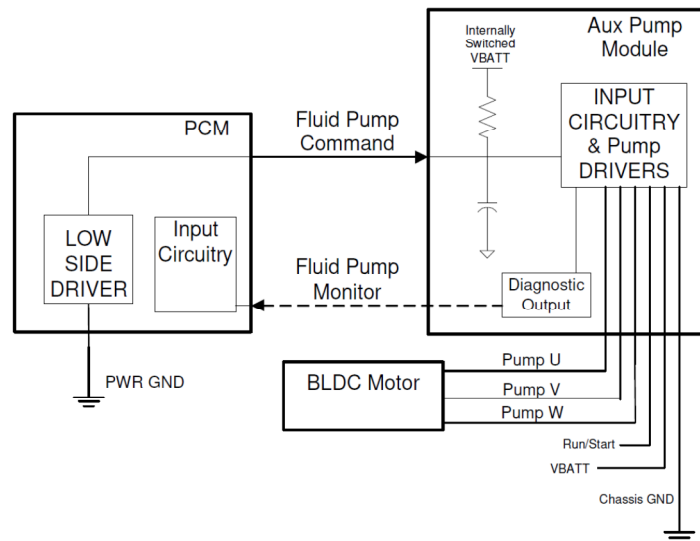 Aux Pump
Module
Internally
Switched
VBATT
INPUT
CIRCUITRY
& Pump
DRIVERS
PCM
Fluid Pump
Command
LOW
SIDE
DRIVER
Input
Circuitry
Fluid Pump
Monitor
Diagnostic
Output
PWR GND
BLDC Motor
Pump U
Pump V
Pump W
Run/Start
VBATT
Chassis GND